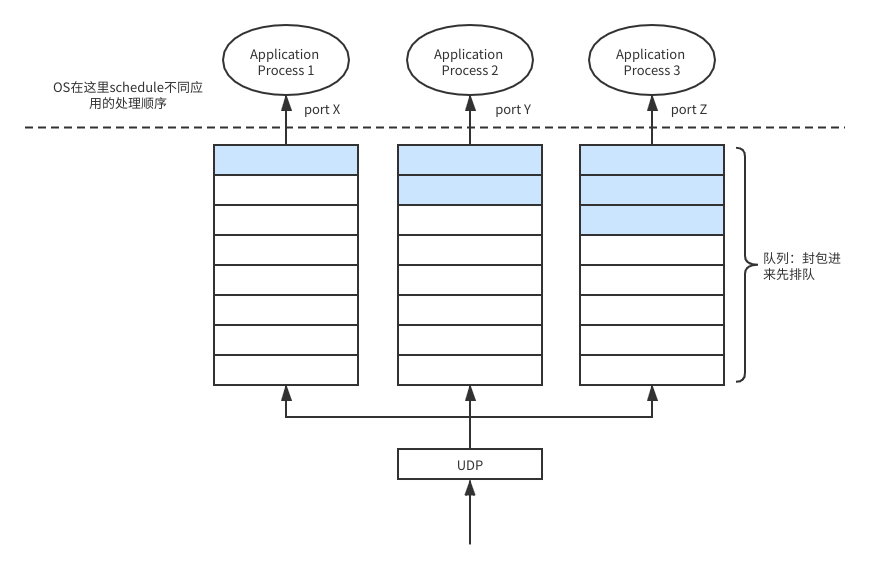 Application
Process 1
Application
Process 2
Application
Process 3
OS在这里schedule不同应
用的处理顺序
port X
port Y
port Z
队列：封包进
来先排队
UDP